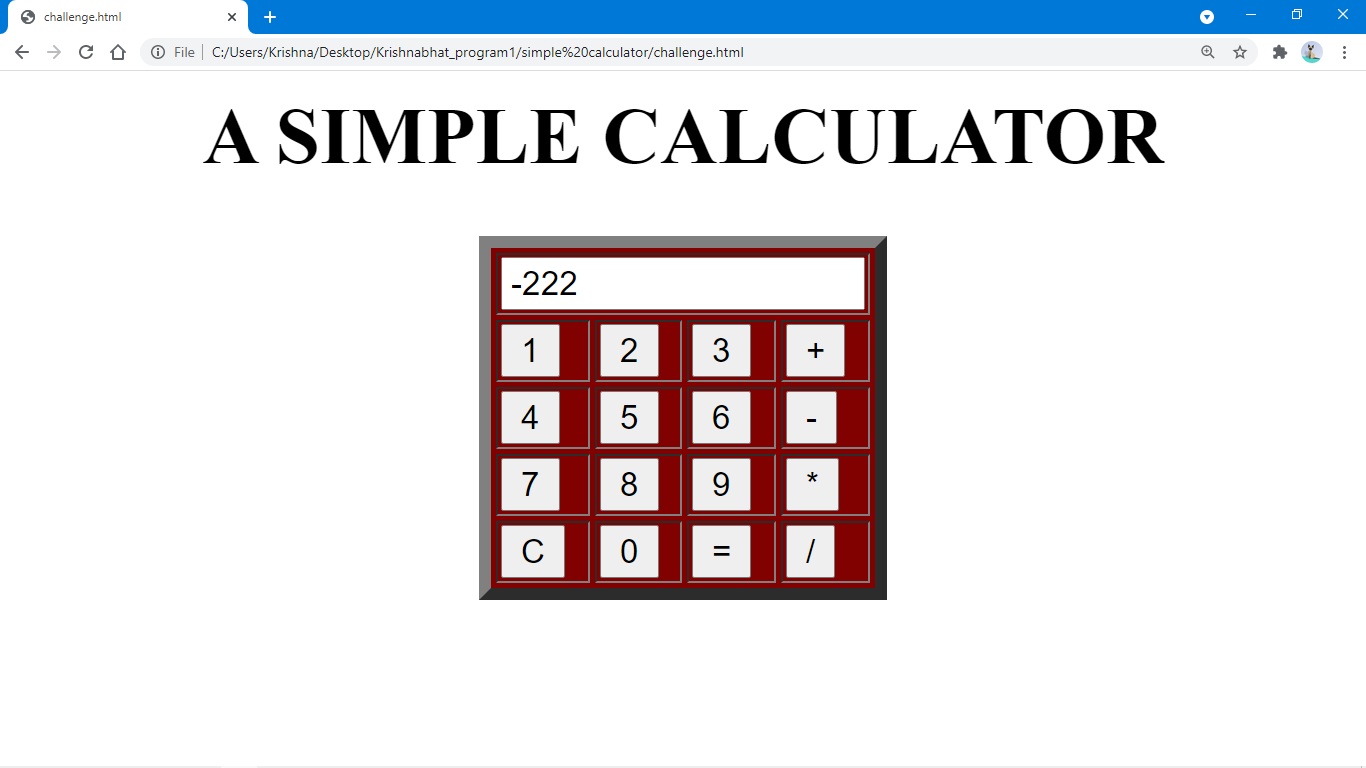 challenge.html
File C:/Users/Krishna/Desktop/Krishnabhat_program1/simple%20calculator/challenge.html
A SIMPLE CALCULATOR
-222
1 2 3 +
4 5 6 -
7 8 9 *
C 0 = /